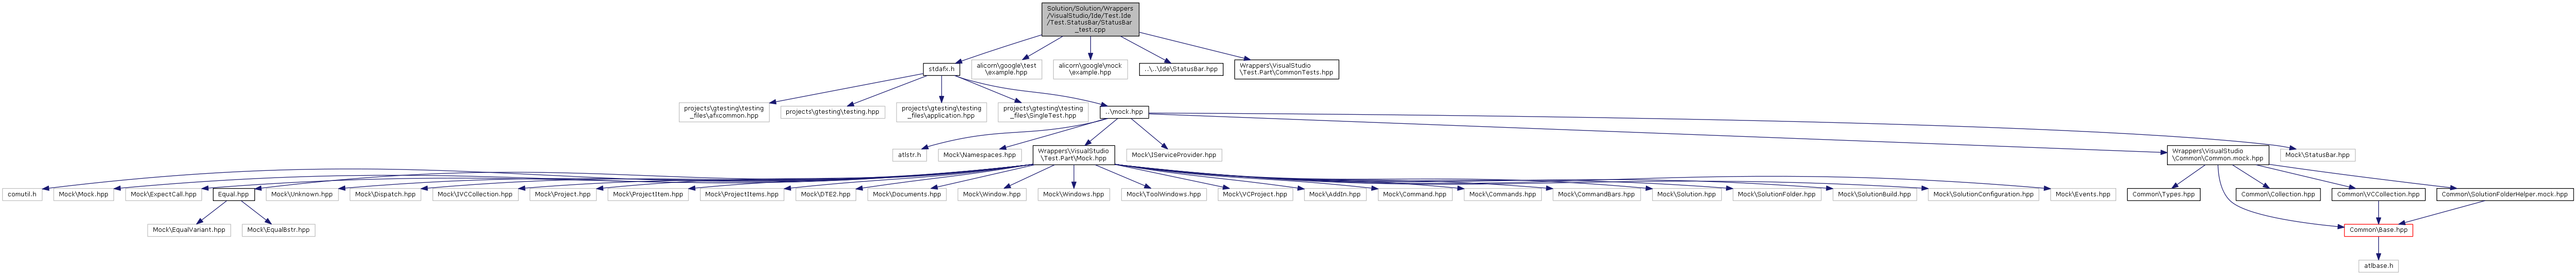 Solution/Solution/Wrappers
/VisualStudio/Ide/Test.Ide
/Test.StatusBar/StatusBar
_test.cpp
stdafx.h
alicorn\google\test
\example.hpp
alicorn\google\mock
\example.hpp
..\..\Ide\StatusBar.hpp
Wrappers\VisualStudio
\Test.Part\CommonTests.hpp
projects\gtesting\testing
_files\afxcommon.hpp
projects\gtesting\testing.hpp
projects\gtesting\testing
_files\application.hpp
projects\gtesting\testing
_files\SingleTest.hpp
..\mock.hpp
atlstr.h
Mock\Namespaces.hpp
Wrappers\VisualStudio
\Test.Part\Mock.hpp
Mock\IServiceProvider.hpp
Wrappers\VisualStudio
\Common\Common.mock.hpp
Mock\StatusBar.hpp
comutil.h
Mock\Mock.hpp
Mock\ExpectCall.hpp
Equal.hpp
Mock\Unknown.hpp
Mock\Dispatch.hpp
Mock\IVCCollection.hpp
Mock\Project.hpp
Mock\ProjectItem.hpp
Mock\ProjectItems.hpp
Mock\DTE2.hpp
Mock\Documents.hpp
Mock\Window.hpp
Mock\Windows.hpp
Mock\ToolWindows.hpp
Mock\VCProject.hpp
Mock\AddIn.hpp
Mock\Command.hpp
Mock\Commands.hpp
Mock\CommandBars.hpp
Mock\Solution.hpp
Mock\SolutionFolder.hpp
Mock\SolutionBuild.hpp
Mock\SolutionConfiguration.hpp
Mock\Events.hpp
Common\Types.hpp
Common\Collection.hpp
Common\VCCollection.hpp
Common\SolutionFolderHelper.mock.hpp
Mock\EqualVariant.hpp
Mock\EqualBstr.hpp
Common\Base.hpp
atlbase.h